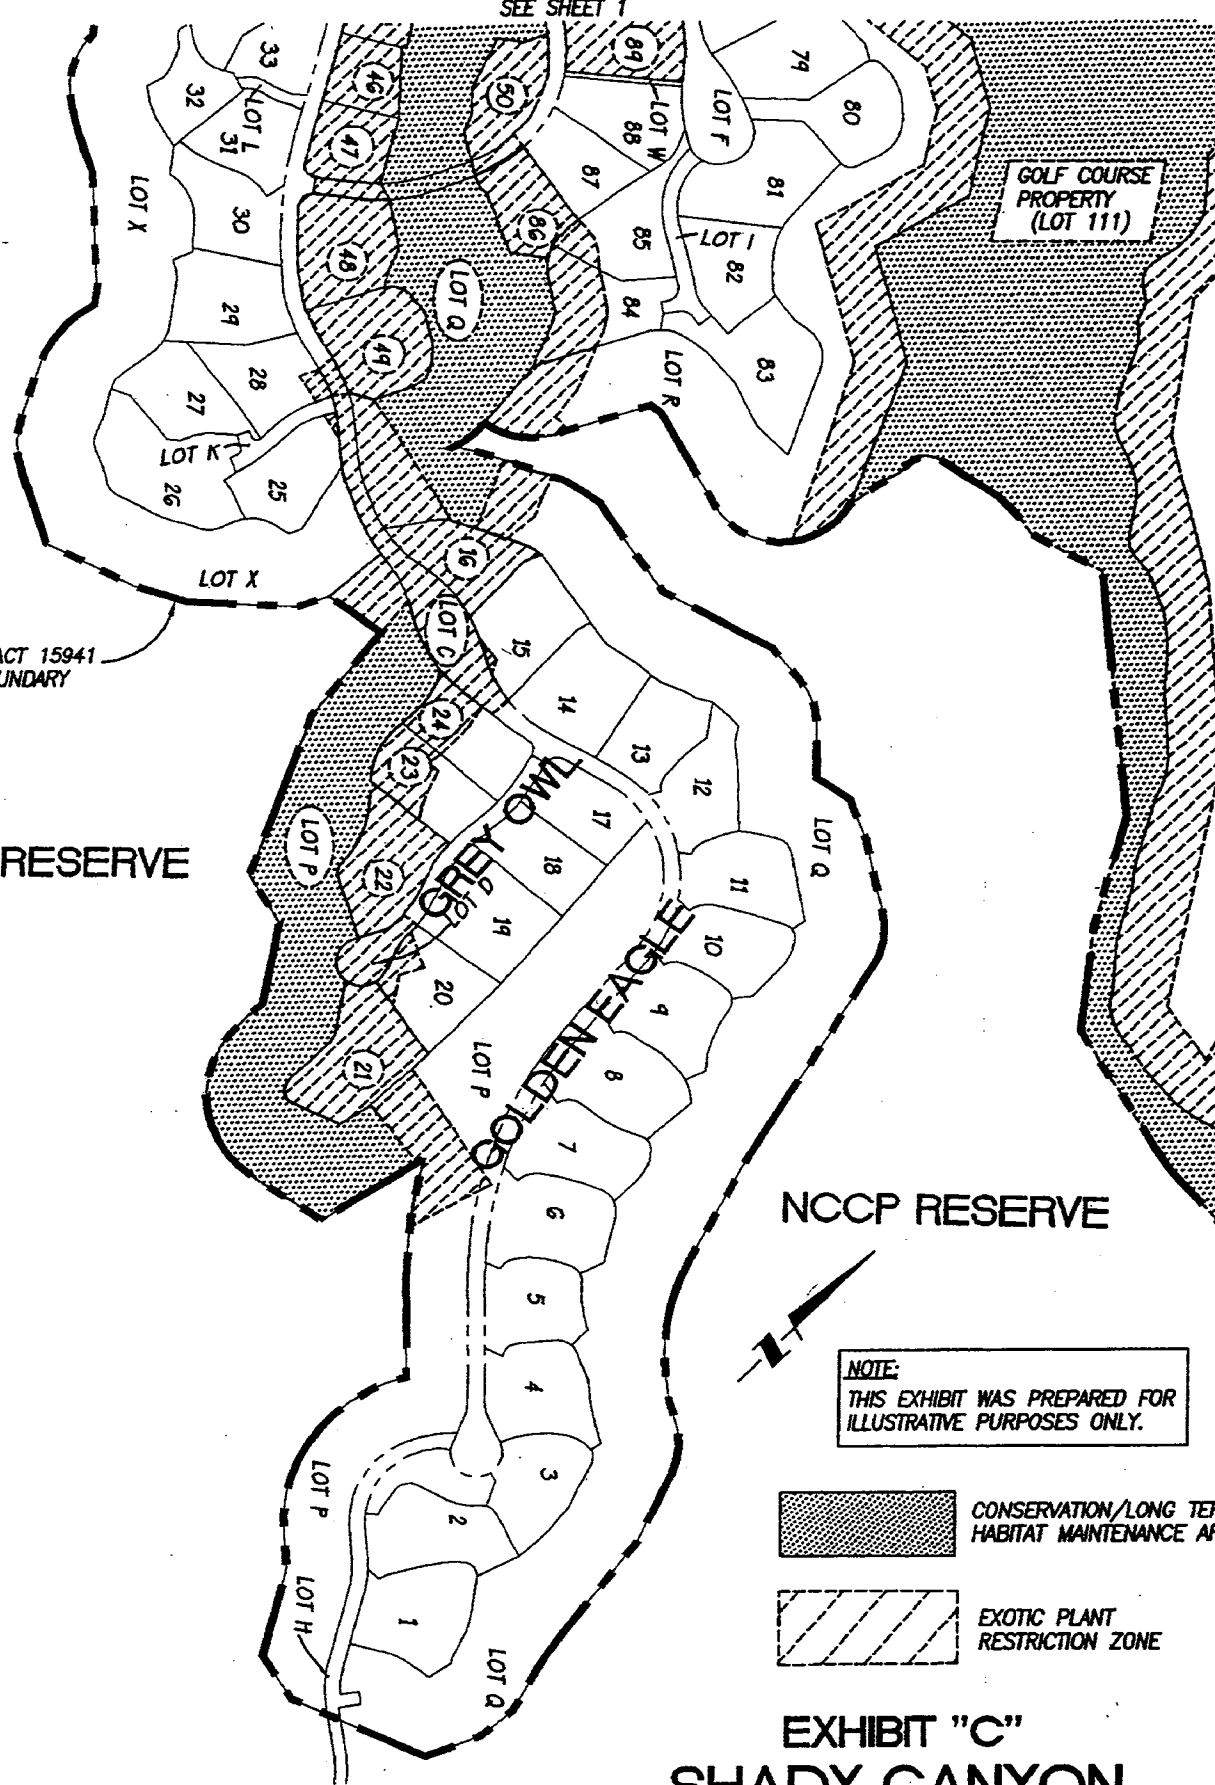 SEE SHEET 1
33
46
50
89
79
32
LOT L
31
47
LOT W
88
LOT F
80
87
81
GOLF COURSE
PROPERTY
(LOT 111)
LOT X
30
86
85
LOT I
82
48
LOT Q
29
84
49
83
28
LOT R
27
LOT K
26
25
16
LOT X
LOT C
15
ACT 15941
UNDARY
14
24
13
23
12
GREY OWL
17
RESERVE
LOT P
18
LOT Q
22
11
LOT D
19
10
GOLDEN EAGLE
20
9
21
LOT P
8
7
6
NCCP RESERVE
5
NOTE:
THIS EXHIBIT WAS PREPARED FOR
ILLUSTRATIVE PURPOSES ONLY.
4
3
LOT P
2
CONSERVATION/LONG TE
HABITAT MAINTENANCE A
LOT H
1
EXOTIC PLANT
RESTRICTION ZONE
LOT Q
EXHIBIT "C"
SHADY CANYON